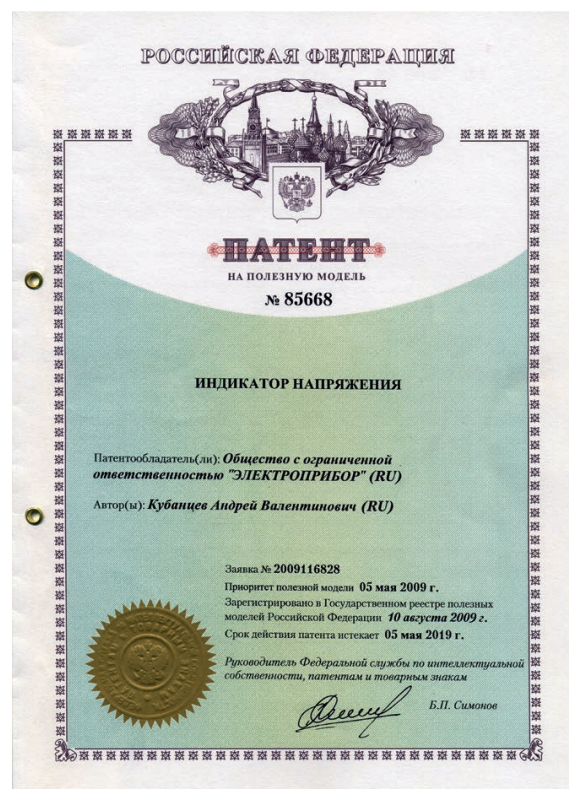 РОССИЙСКАЯ ФЕДЕРАЦИЯ
ПАТЕНТ
НА ПОЛЕЗНУЮ МОДЕЛЬ
№ 85668
ИНДИКАТОР НАПРЯЖЕНИЯ
Патентообладатель(ли): Общество с ограниченной
ответственностью "ЭЛЕКТРОПРИБОР" (RU)
Автор(ы): Кубанцев Андрей Валентинович (RU)
Заявка № 2009116828
Приоритет полезной модели 05 мая 2009 г.
Зарегистрировано в Государственном реестре полезных
моделей Российской Федерации 10 августа 2009 г.
Срок действия патента истекает 05 мая 2019 г.
Руководитель Федеральной службы по интеллектуальной
собственности, патентам и товарным знакам
Б.П. Симонов